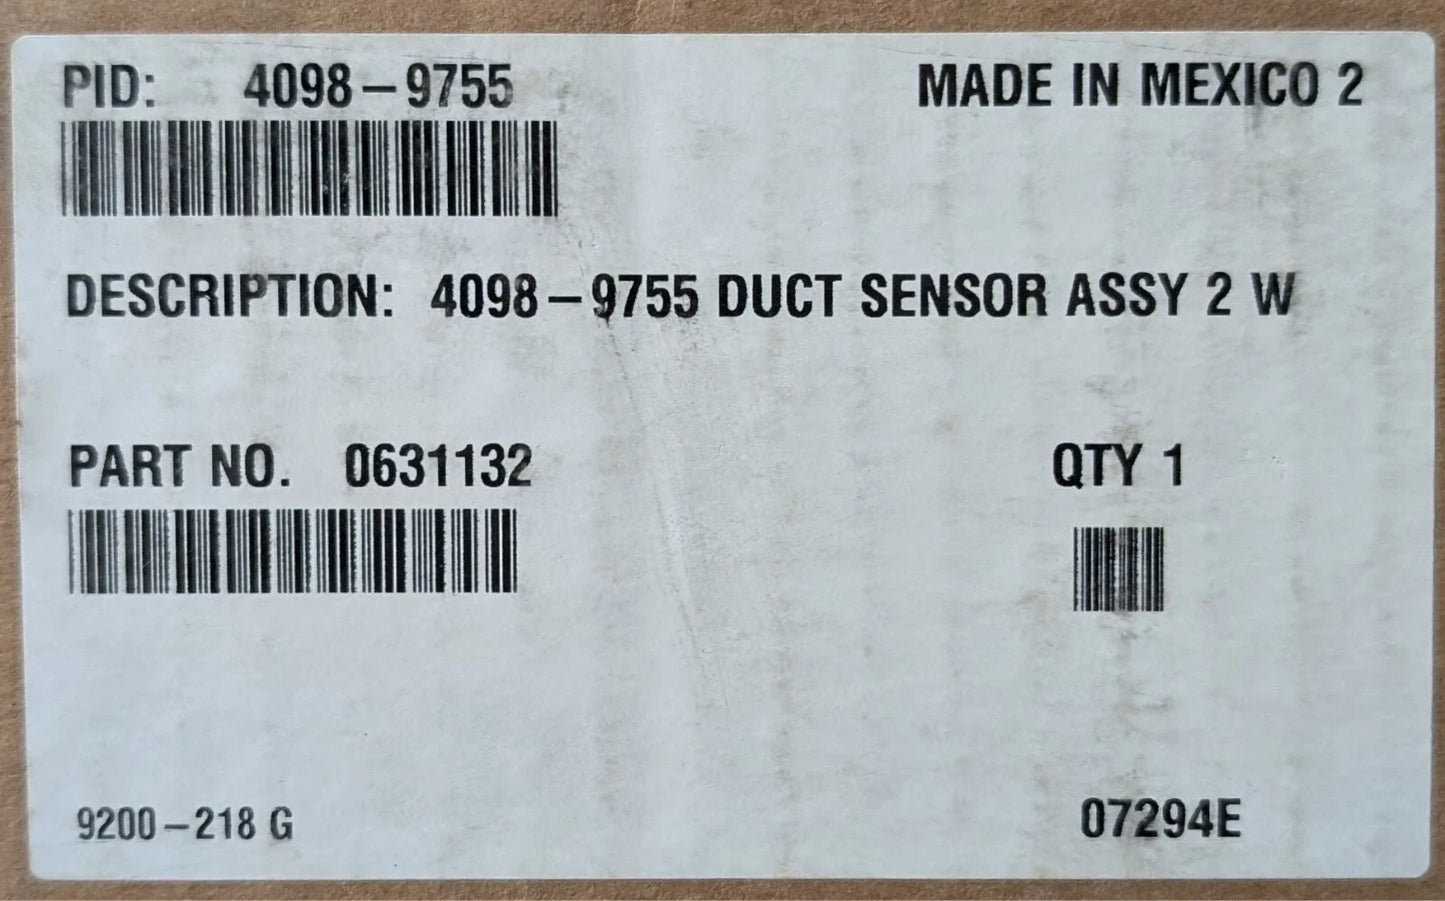 PID: 4098-9755 MADE IN MEXICO 2
DESCRIPTION: 4098-9755 DUCT SENSOR ASSY 2 W
PART NO. 0631132 QTY 1
9200-218 G 07294E